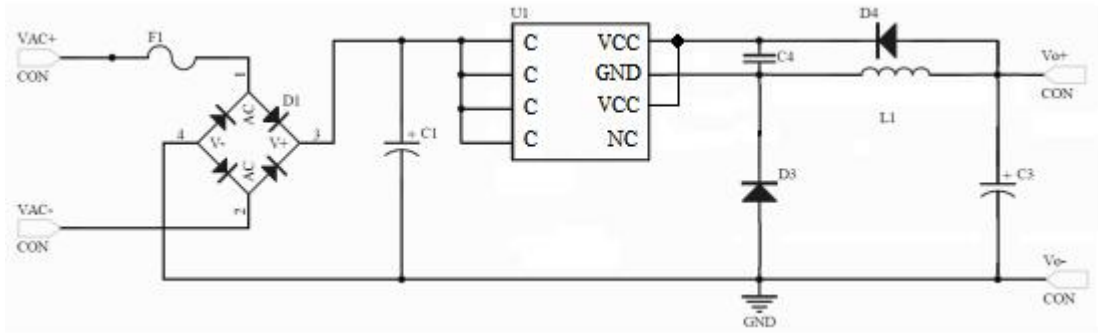 U1
D4
VAC+
F1
CON
1
AC
D1
4
V-
V+
3
AC
2
+ C1
C VCC
C GND
C VCC
C NC
C4
L1
Vo+
CON
D3
+ C3
VAC-
CON
GND
Vo-
CON